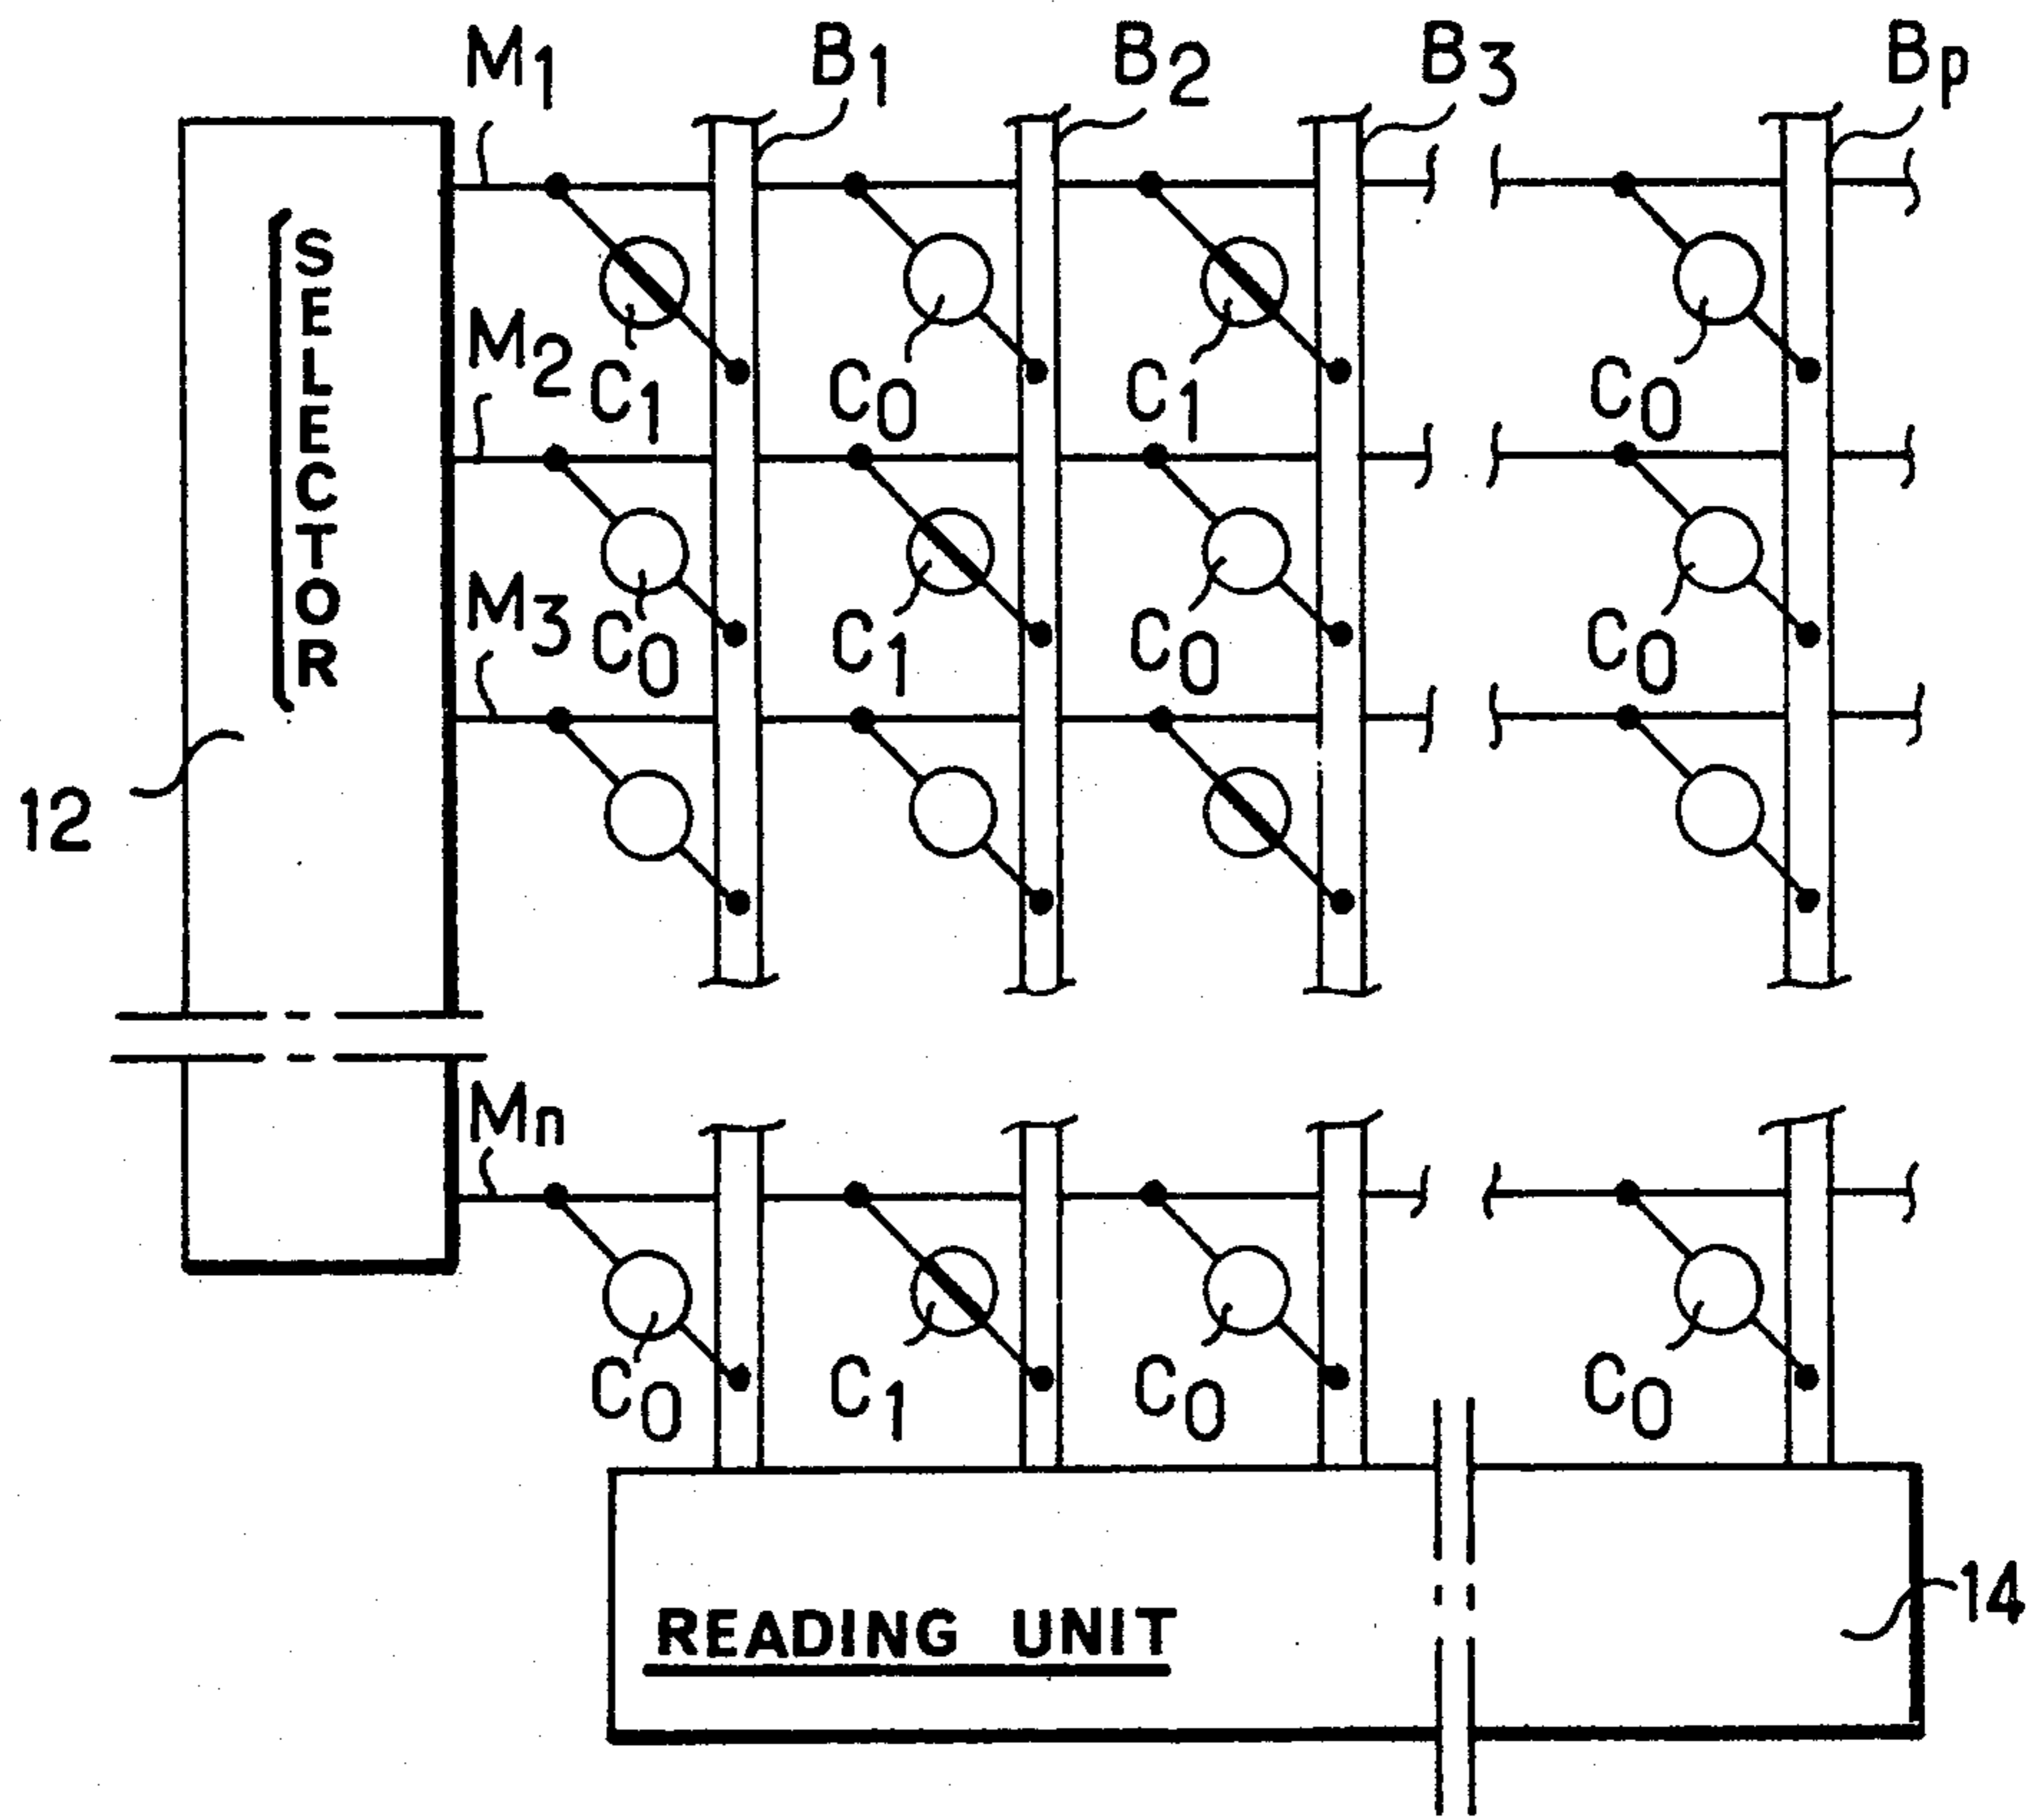 M1 B1 B2 B3 Bp
SELECTOR
M2 C1 C0 C1 C0
M3 C0 C1 C0 C0
12
Mn
C0 C1 C0 C0
READING UNIT
14